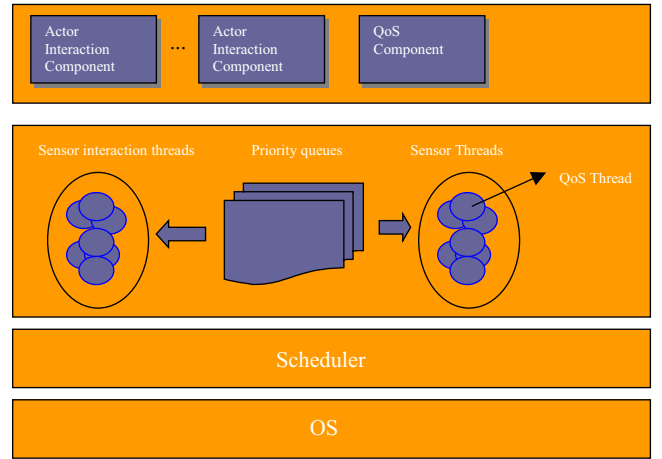 Actor
Interaction
Component
...
Actor
Interaction
Component
QoS
Component
Sensor interaction threads
Priority queues
Sensor Threads
QoS Thread
Scheduler
OS